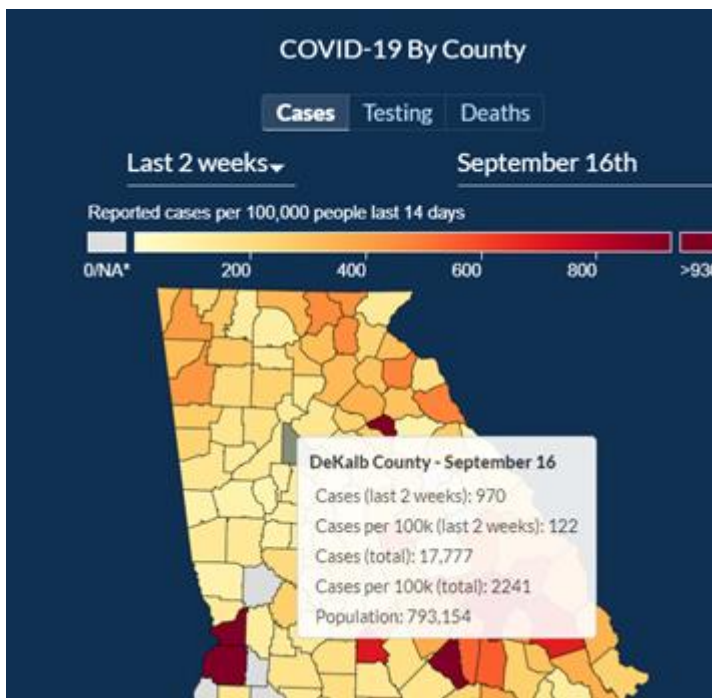 COVID-19 By County
Cases Testing Deaths
Last 2 weeks September 16th
Reported cases per 100,000 people last 14 days
0/NA* 200 400 600 800
DeKalb County - September 16
Cases (last 2 weeks): 970
Cases per 100k (last 2 weeks): 122
Cases (total): 17,777
Cases per 100k (total): 2241
Population: 793,154